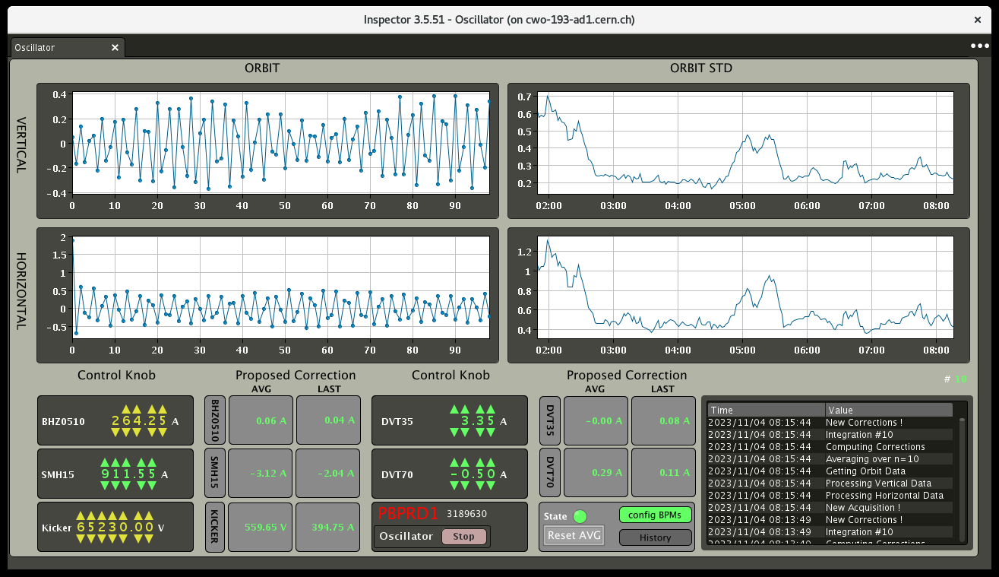 Inspector 3.5.51 - Oscillator (on cwo-193-ad1.cern.ch) ×
Oscillator ×
ORBIT
ORBIT STD
VERTICAL
0.4
0.2
0
-0.2
-0.4
0 10 20 30 40 50 60 70 80 90
0.7
0.6
0.5
0.4
0.3
0.2
02:00 03:00 04:00 05:00 06:00 07:00 08:00
HORIZONTAL
2
1.5
1
0.5
0
-0.5
0 10 20 30 40 50 60 70 80 90
1.2
1
0.8
0.6
0.4
02:00 03:00 04:00 05:00 06:00 07:00 08:00
Control Knob
Proposed Correction
AVG LAST
BHZ0510 264.25 A
BHZ0510 0.06 A 0.04 A
SMH15 911.55 A
SMH15 -3.12 A -2.04 A
Kicker 65230.00 V
KICKER 559.65 V 394.75 A
Control Knob
Proposed Correction
AVG LAST
DVT35 3.35 A
DVT35 -0.00 A 0.08 A
DVT70 -0.50 A
DVT70 0.29 A 0.11 A
PBPRD1 3189630
Oscillator Stop
State config BPMs
Reset AVG History
# 10
Time Value
2023/11/04 08:15:44 New Corrections !
2023/11/04 08:15:44 Integration #10
2023/11/04 08:15:44 Computing Corrections
2023/11/04 08:15:44 Averaging over n=10
2023/11/04 08:15:44 Getting Orbit Data
2023/11/04 08:15:44 Processing Vertical Data
2023/11/04 08:15:44 Processing Horizontal Data
2023/11/04 08:15:44 New Acquisition !
2023/11/04 08:13:49 New Corrections !
2023/11/04 08:13:49 Integration #10
2023/11/04 08:13:49 Computing Corrections